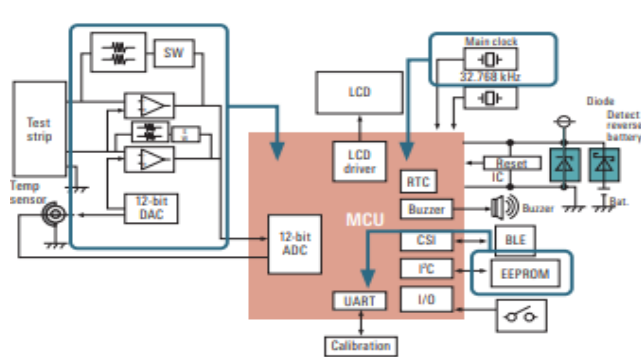 Main clock
SW
32.768 kHz
LCD
Diode
Detect
reverse
battery
Test
strip
LCD
driver
Reset
IC
Temp
sensor
RTC
12-bit
DAC
MCU
Buzzer
Buzzer
Bat.
12-bit
ADC
CSI
BLE
I²C
EEPROM
UART
I/O
Calibration